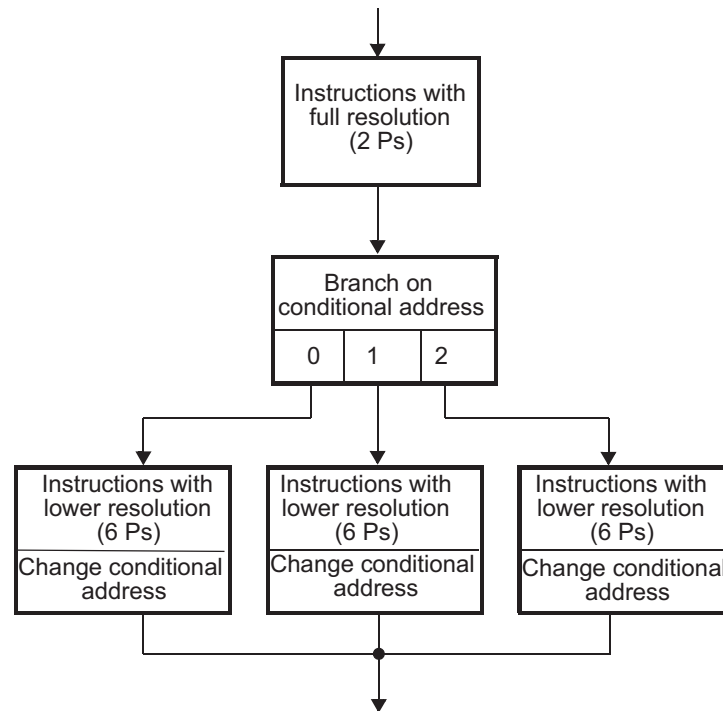 Instructions with
full resolution
(2 Ps)
Branch on
conditional address
0 1 2
Instructions with
lower resolution
(6 Ps)
Change conditional
address
Instructions with
lower resolution
(6 Ps)
Change conditional
address
Instructions with
lower resolution
(6 Ps)
Change conditional
address